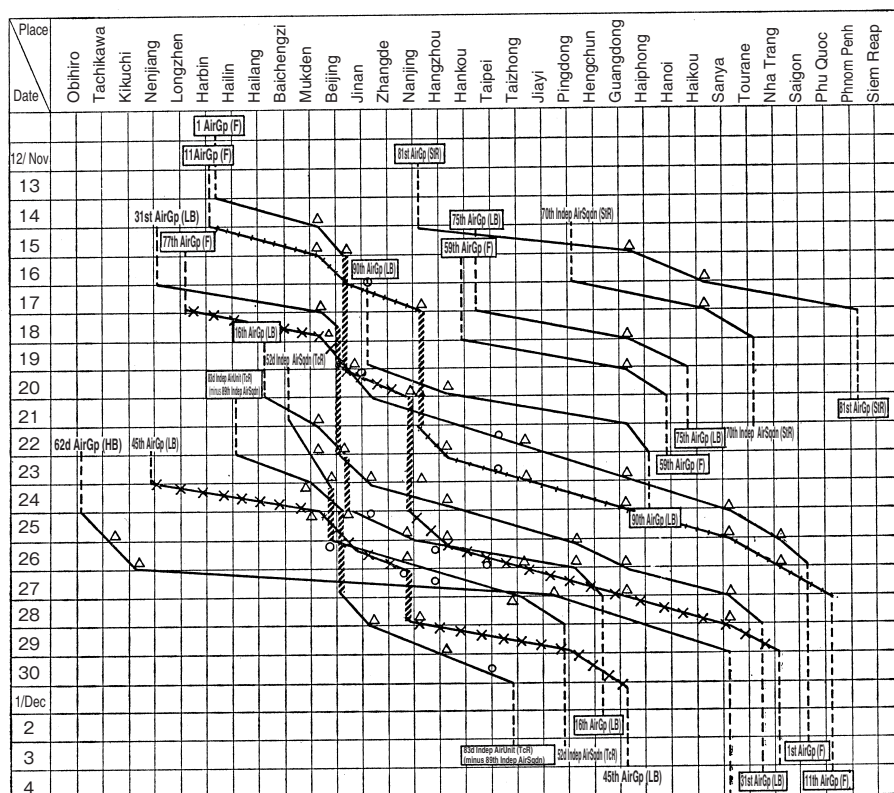 Place
Date
Obihiro
Tachikawa
Kikuchi
Nenjiang
Longzhen
Harbin
Hailin
Hailang
Baichengzi
Mukden
Beijing
Jinan
Zhangde
Nanjing
Hangzhou
Hankou
Taipei
Taizhong
Jiayi
Pingdong
Hengchun
Guangdong
Haiphong
Hanoi
Haikou
Sanya
Tourane
Nha Trang
Saigon
Phu Quoc
Phnom Penh
Siem Reap
1 AirGp (F)
12/ Nov
11AirGp (F)
81st AirGp (StR)
13
14
31st AirGp (LB)
75th AirGp (LB)
70th Indep AirSqdn (StR)
77th AirGp (F)
59th AirGp (F)
15
90th AirGp (LB)
16
17
16th AirGp (LB)
18
52d Indep AirSqdn (TcR)
19
83d Indep AirUnit (TcR)
(minus 89th Indep AirSqdn)
20
81st AirGp (StR)
21
75th AirGp (LB)
70th Indep AirSqdn (StR)
62d AirGp (HB)
45th AirGp (LB)
22
59th AirGp (F)
23
24
90th AirGp (LB)
25
26
27
28
29
30
1/Dec
16th AirGp (LB)
2
83d Indep AirUnit (TcR)
(minus 89th Indep AirSqdn)
52d Indep AirSqdn (TcR)
1st AirGp (F)
3
45th AirGp (LB)
31st AirGp (LB)
11th AirGp (F)
4